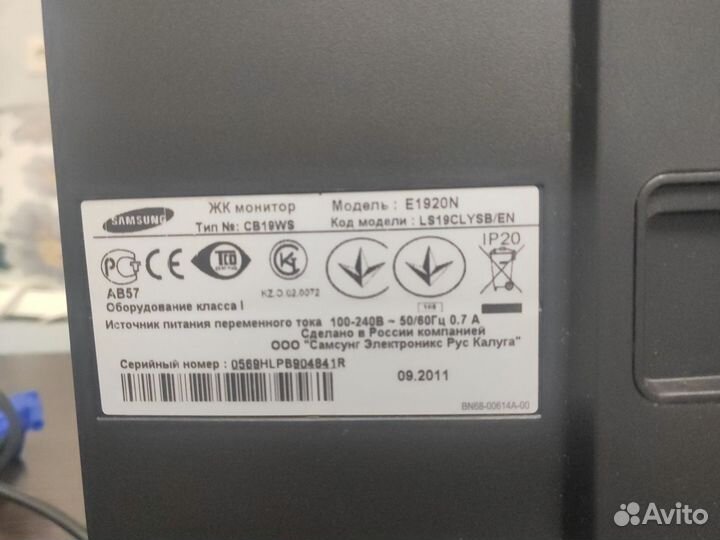 SAMSUNG
ЖК монитор
Модель : E1920N
Тип №: CB19WS
Код модели : LS19CLYSB/EN
IP20
АВ57
KZ.O.02.0072
Оборудование класса I
Источник питания переменного тока 100-240В ~ 50/60Гц 0.7 А
Сделано в России компанией
ООО "Самсунг Электроникс Рус Калуга"
Серийный номер : 0569HLPB904841R
09.2011
BN68-00614A-00
Avito